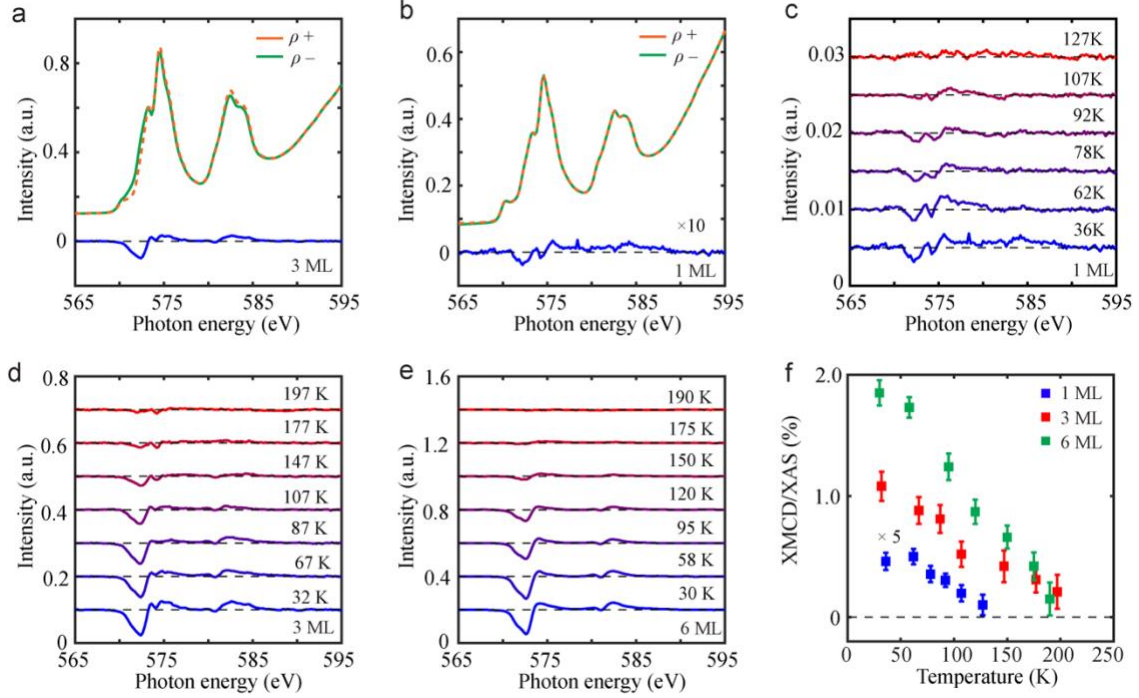 a
ρ +
ρ −
3 ML
0.8
0.4
0
565
575
585
595
Intensity (a.u.)
Photon energy (eV)
b
ρ +
ρ −
×10
1 ML
0.6
0.4
0.2
0
565
575
585
595
Intensity (a.u.)
Photon energy (eV)
c
127K
107K
92K
78K
62K
36K
1 ML
0.03
0.02
0.01
0
565
575
585
595
Intensity (a.u.)
Photon energy (eV)
d
197 K
177 K
147 K
107 K
87 K
67 K
32 K
3 ML
0.8
0.6
0.4
0.2
0
565
575
585
595
Intensity (a.u.)
Photon energy (eV)
e
190 K
175 K
150 K
120 K
95 K
58 K
30 K
6 ML
1.6
1.2
0.8
0.4
0
565
575
585
595
Intensity (a.u.)
Photon energy (eV)
f
1 ML
3 ML
6 ML
× 5
2.0
1.0
0
0
50
100
150
200
250
XMCD/XAS (%)
Temperature (K)